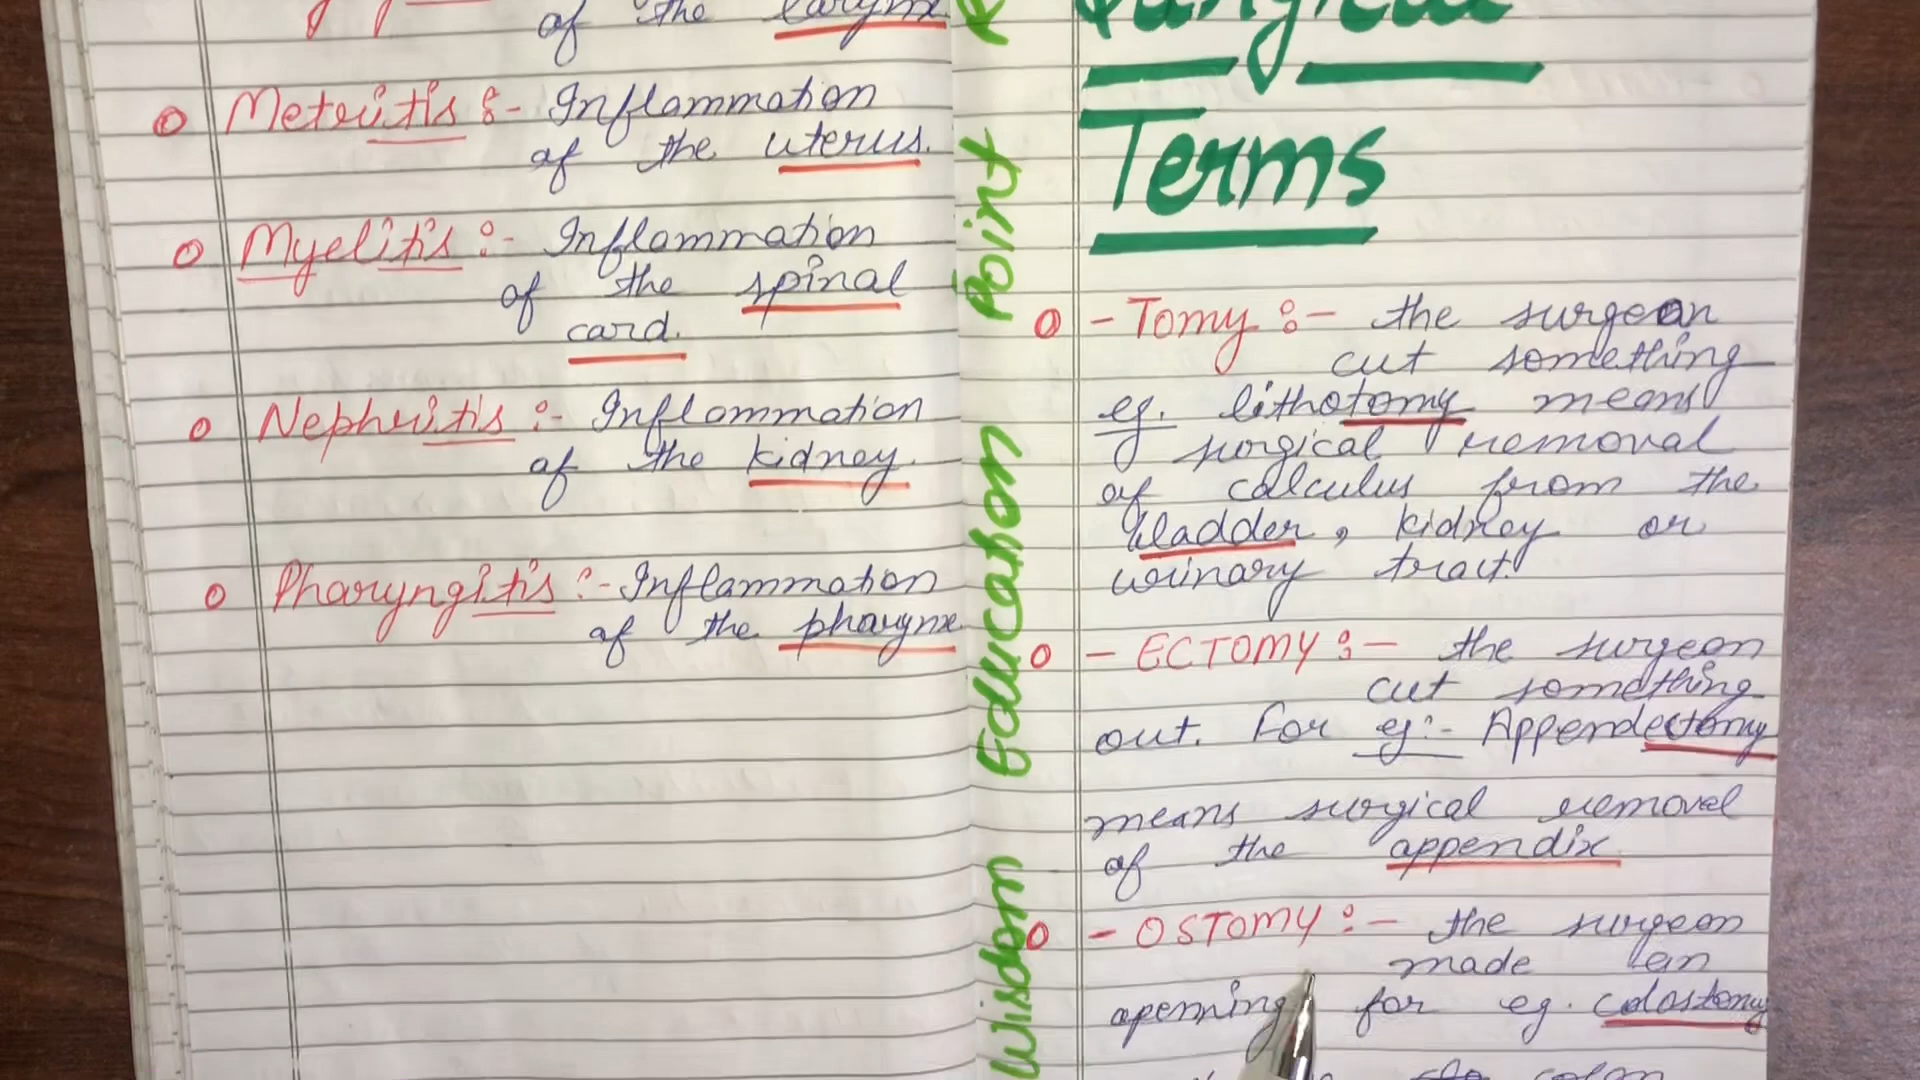 of the larynx
Metritis :- Inflammation
of the uterus.
Myelitis :- Inflammation
of the spinal
card.
Nephritis :- Inflammation
of the kidney.
Pharyngitis :- Inflammation
of the pharynx
Wisdom Education Point
Surgical
Terms
- Tomy :- the surgeon
cut something
eg. lithotomy means
surgical removal
of calculus from the
bladder, kidney or
urinary tract.
- ECTOMY :- the surgeon
cut something
out. For eg:- Appendectomy
means surgical removal
of the appendix
- OSTOMY :- the surgeon
made an
opening for eg. colostomy
colon